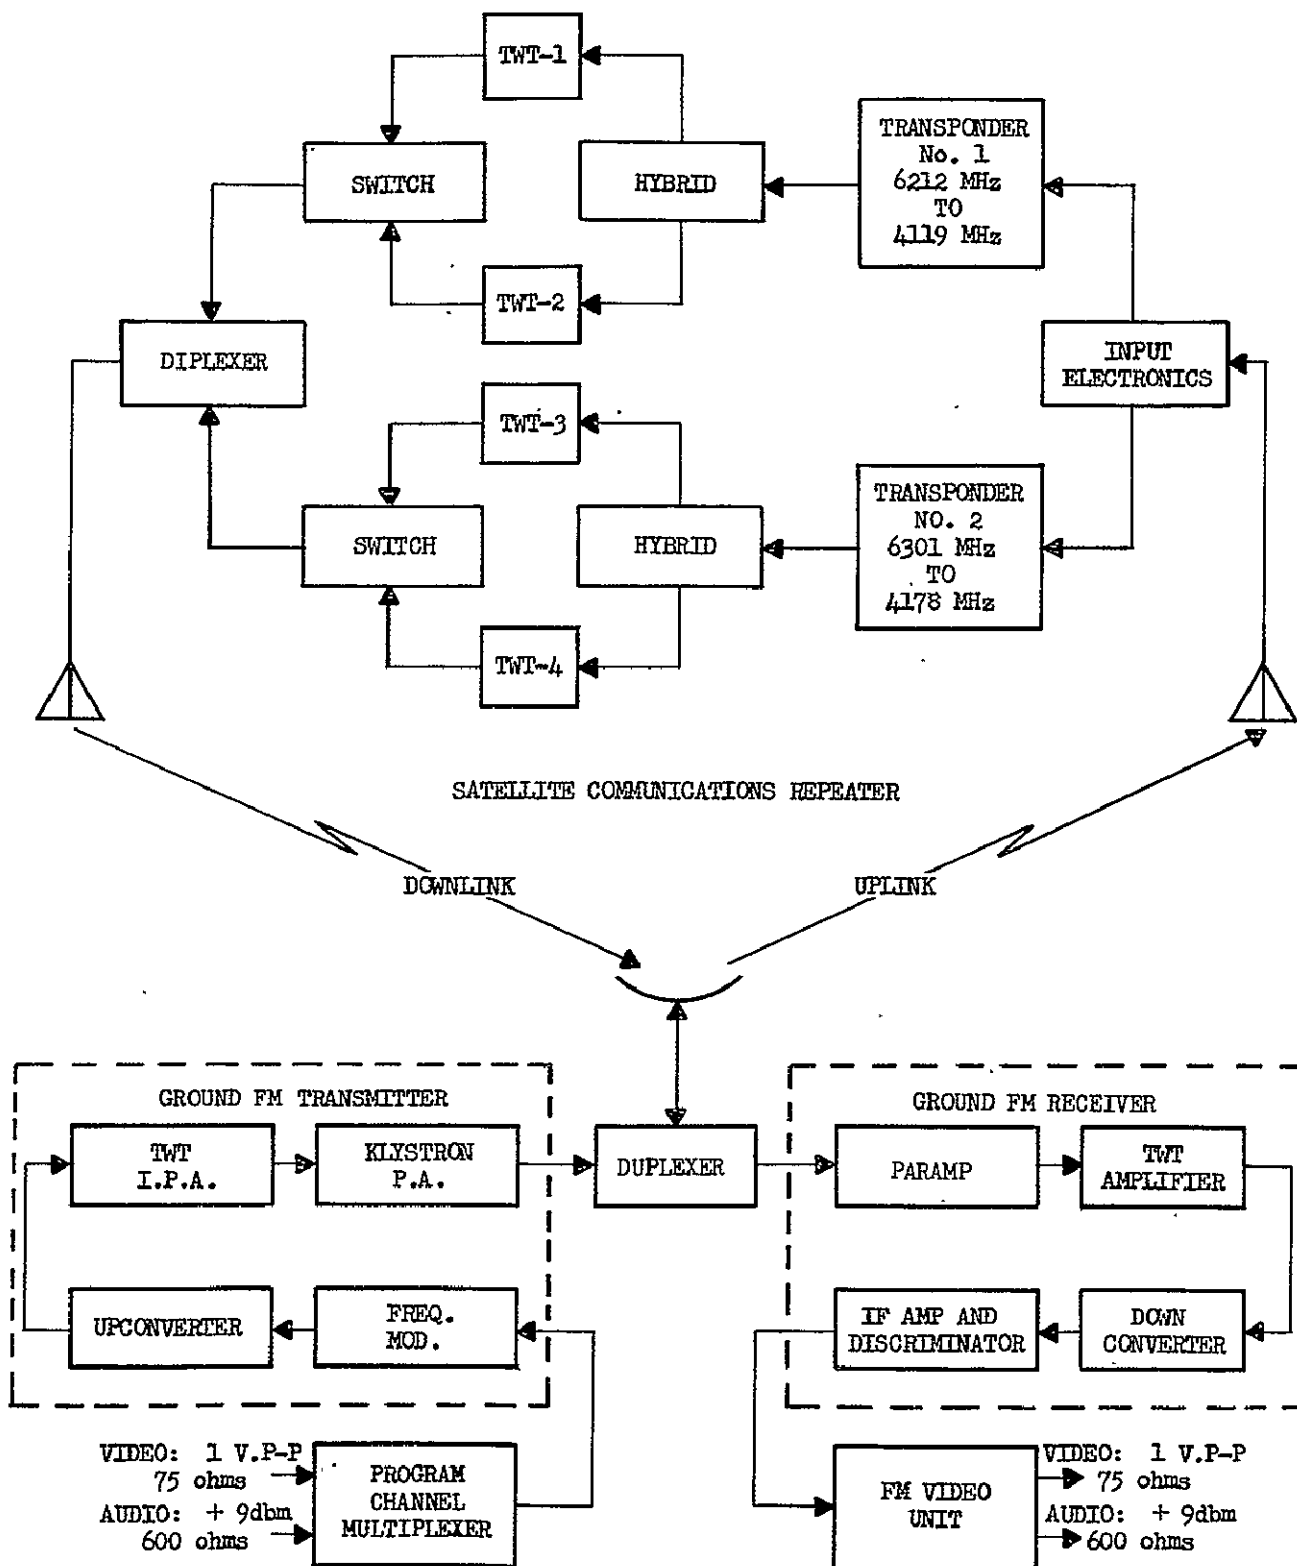 TWT-1
TRANSPONDER
No. 1
6212 MHz
TO
4119 MHz
SWITCH
HYBRID
TWT-2
DIPLEXER
INPUT
ELECTRONICS
TWT-3
TRANSPONDER
NO. 2
6301 MHz
TO
4178 MHz
SWITCH
HYBRID
TWT-4
SATELLITE COMMUNICATIONS REPEATER
DOWNLINK
UPLINK
GROUND FM TRANSMITTER
TWT
I.P.A.
KLYSTRON
P.A.
DUPLEXER
UPCONVERTER
FREQ.
MOD.
GROUND FM RECEIVER
PARAMP
TWT
AMPLIFIER
IF AMP AND
DISCRIMINATOR
DOWN
CONVERTER
VIDEO: 1 V.P-P
75 ohms
AUDIO: + 9dbm
600 ohms
PROGRAM
CHANNEL
MULTIPLEXER
FM VIDEO
UNIT
VIDEO: 1 V.P-P
75 ohms
AUDIO: + 9dbm
600 ohms